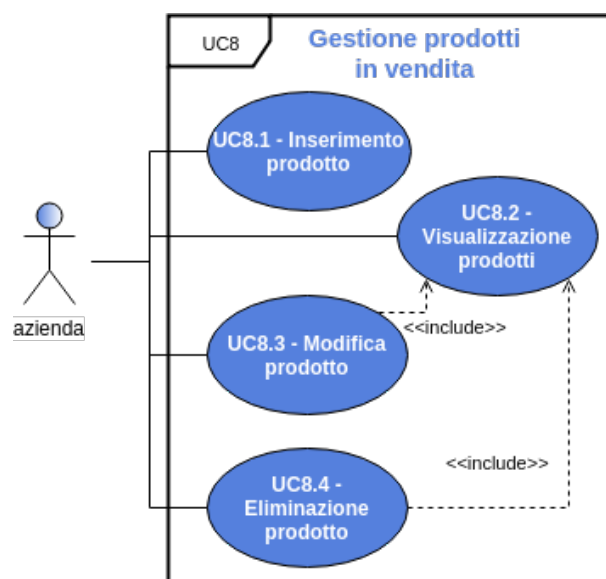 UC8
Gestione prodotti
in vendita
UC8.1 - Inserimento
prodotto
UC8.2 -
Visualizzazione
prodotti
azienda
<<include>>
UC8.3 - Modifica
prodotto
<<include>>
UC8.4 -
Eliminazione
prodotto